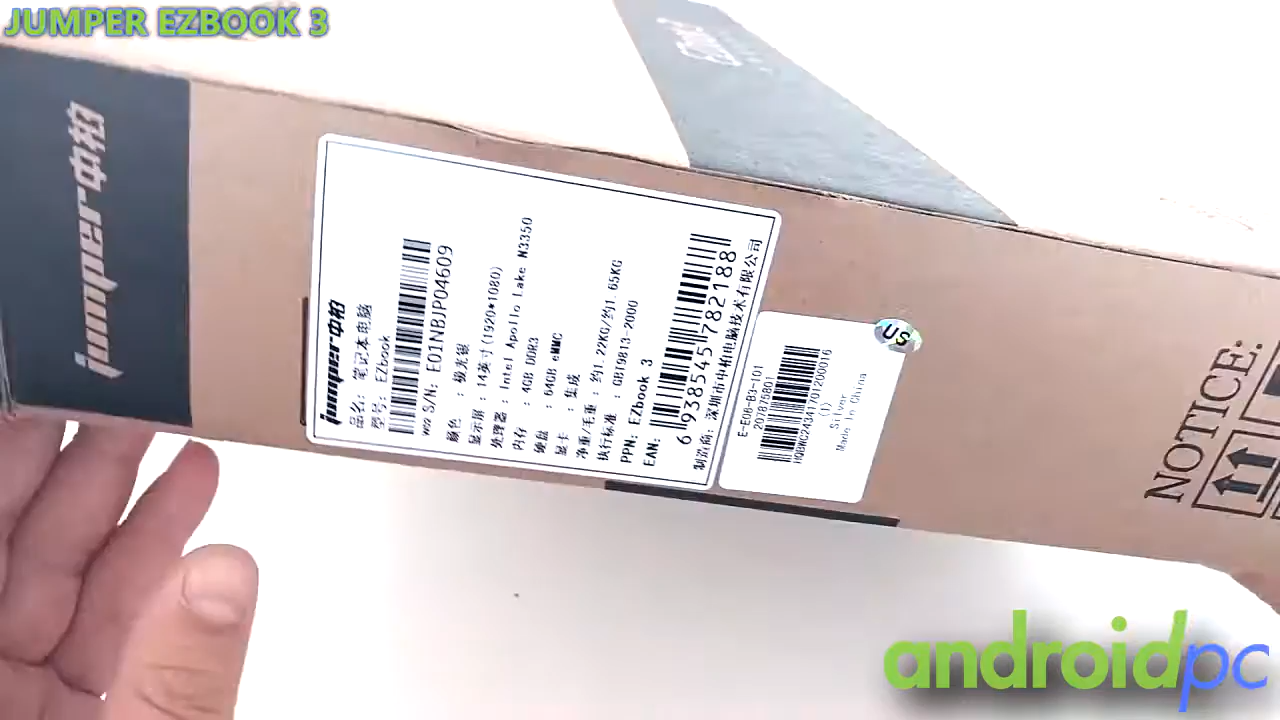 JUMPER EZBOOK 3
jumper中柏
jumper中柏
品名: 笔记本电脑
型号: EZbook
S/N: E01NBJP04609
颜色 : 极光银
显示屏 : 14英寸(1920*1080)
处理器 : Intel Apollo Lake N3350
内存 : 4GB DDR3
硬盘 : 64GB eMMC
显卡 : 集成
净重/毛重 : 约1.22KG/约1.65KG
执行标准 : GBT9813-2000
PPN: EZbook 3
EAN:
6938545782188
制造商: 深圳市中柏电脑技术有限公司
US
E-E06-B3-101
207875801
HQBWC24341701200016
(1)
Silver
Made In China
NOTICE:
androidpc